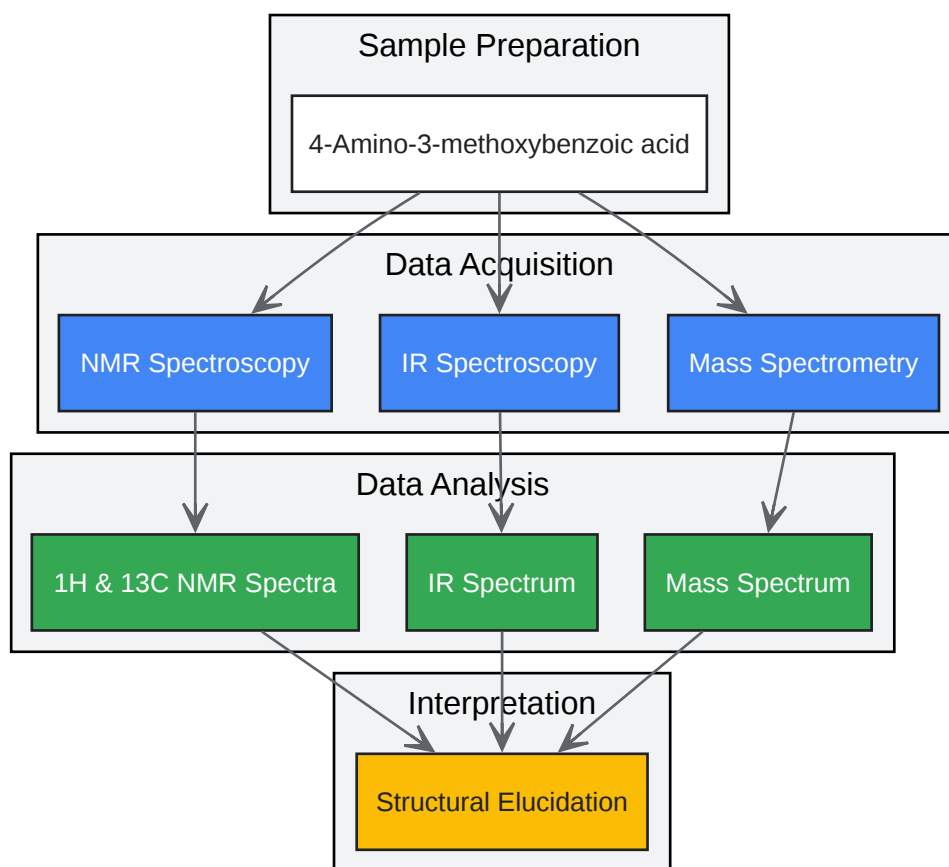 Sample Preparation
4-Amino-3-methoxybenzoic acid
Data Acquisition
NMR Spectroscopy
IR Spectroscopy
Mass Spectrometry
Data Analysis
1H & 13C NMR Spectra
IR Spectrum
Mass Spectrum
Interpretation
Structural Elucidation